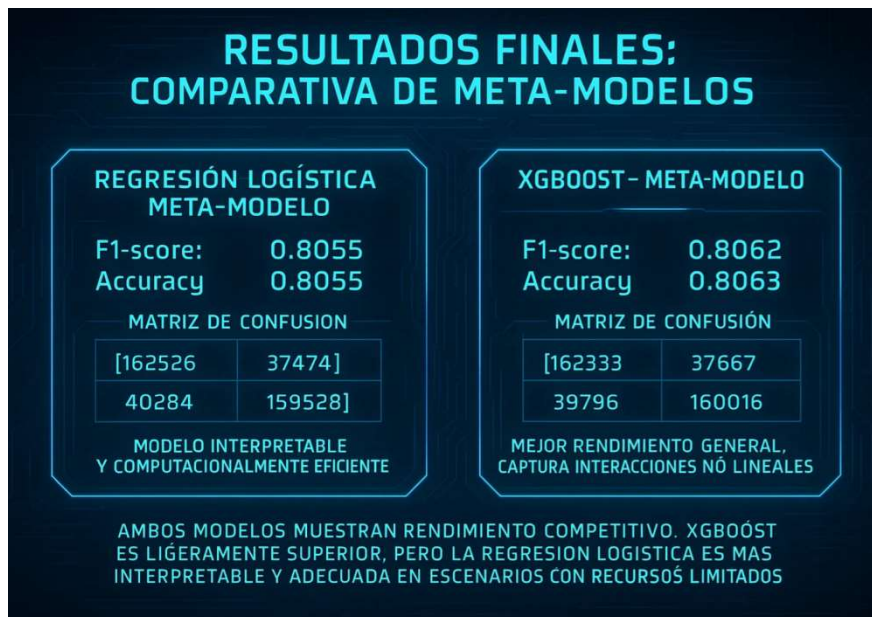 RESULTADOS FINALES:
COMPARATIVA DE META-MODELOS
REGRESIÓN LOGÍSTICA
META-MODELO
F1-score: 0.8055
Accuracy 0.8055
MATRIZ DE CONFUSION
[162526 37474]
40284 159528]
MODELO INTERPRETABLE
Y COMPUTACIONALMENTE EFICIENTE
XGBOOST – META-MODELO
F1-score: 0.8062
Accuracy 0.8063
MATRIZ DE CONFUSIÓN
[162333 37667
39796 160016
MEJOR RENDIMIENTO GENERAL,
CAPTURA INTERACCIONES NÓ LINEALES
AMBOS MODELOS MUESTRAN RENDIMIENTO COMPETITIVO. XGBOÓST
ES LIǴERAMENTE SUPERIOR, PERO LA REGRESION LOGISTICA ES MAS
INTERPRETABLE Y ADECUADA EN ESCENARIOS ĆON RECURSOŚ LIMITADOS